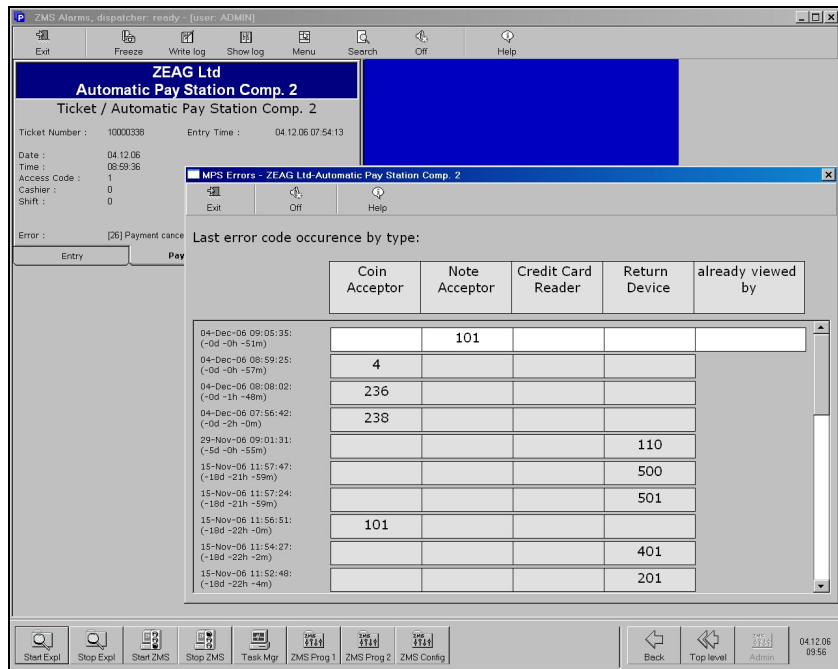 ZMS Alarms, dispatcher: ready - [user: ADMIN]
Exit Freeze Write log Show log Menu Search Off Help
ZEAG Ltd
Automatic Pay Station Comp. 2
Ticket / Automatic Pay Station Comp. 2
Ticket Number : 10000338 Entry Time : 04.12.06 07:54:13
Date : 04.12.06
Time : 08:59:36
Access Code : 1
Cashier : 0
Shift : 0
Error : [26] Payment cance
Entry Pay
MPS Errors - ZEAG Ltd-Automatic Pay Station Comp. 2
Exit Off Help
Last error code occurence by type:
Coin Acceptor Note Acceptor Credit Card Reader Return Device already viewed by
04-Dec-06 09:05:35: 101
(-0d -0h -51m)
04-Dec-06 08:59:25: 4
(-0d -0h -57m)
04-Dec-06 08:08:02: 236
(-0d -1h -48m)
04-Dec-06 07:56:42: 238
(-0d -2h -0m)
29-Nov-06 09:01:31: 110
(-5d -0h -55m)
15-Nov-06 11:57:47: 500
(-18d -21h -59m)
15-Nov-06 11:57:24: 501
(-18d -21h -59m)
15-Nov-06 11:56:51: 101
(-18d -22h -0m)
15-Nov-06 11:54:27: 401
(-18d -22h -2m)
15-Nov-06 11:52:48: 201
(-18d -22h -4m)
Start Expl Stop Expl Start ZMS Stop ZMS Task Mgr ZMS Prog 1 ZMS Prog 2 ZMS Config Back Top level Admin
04.12.06
09:56